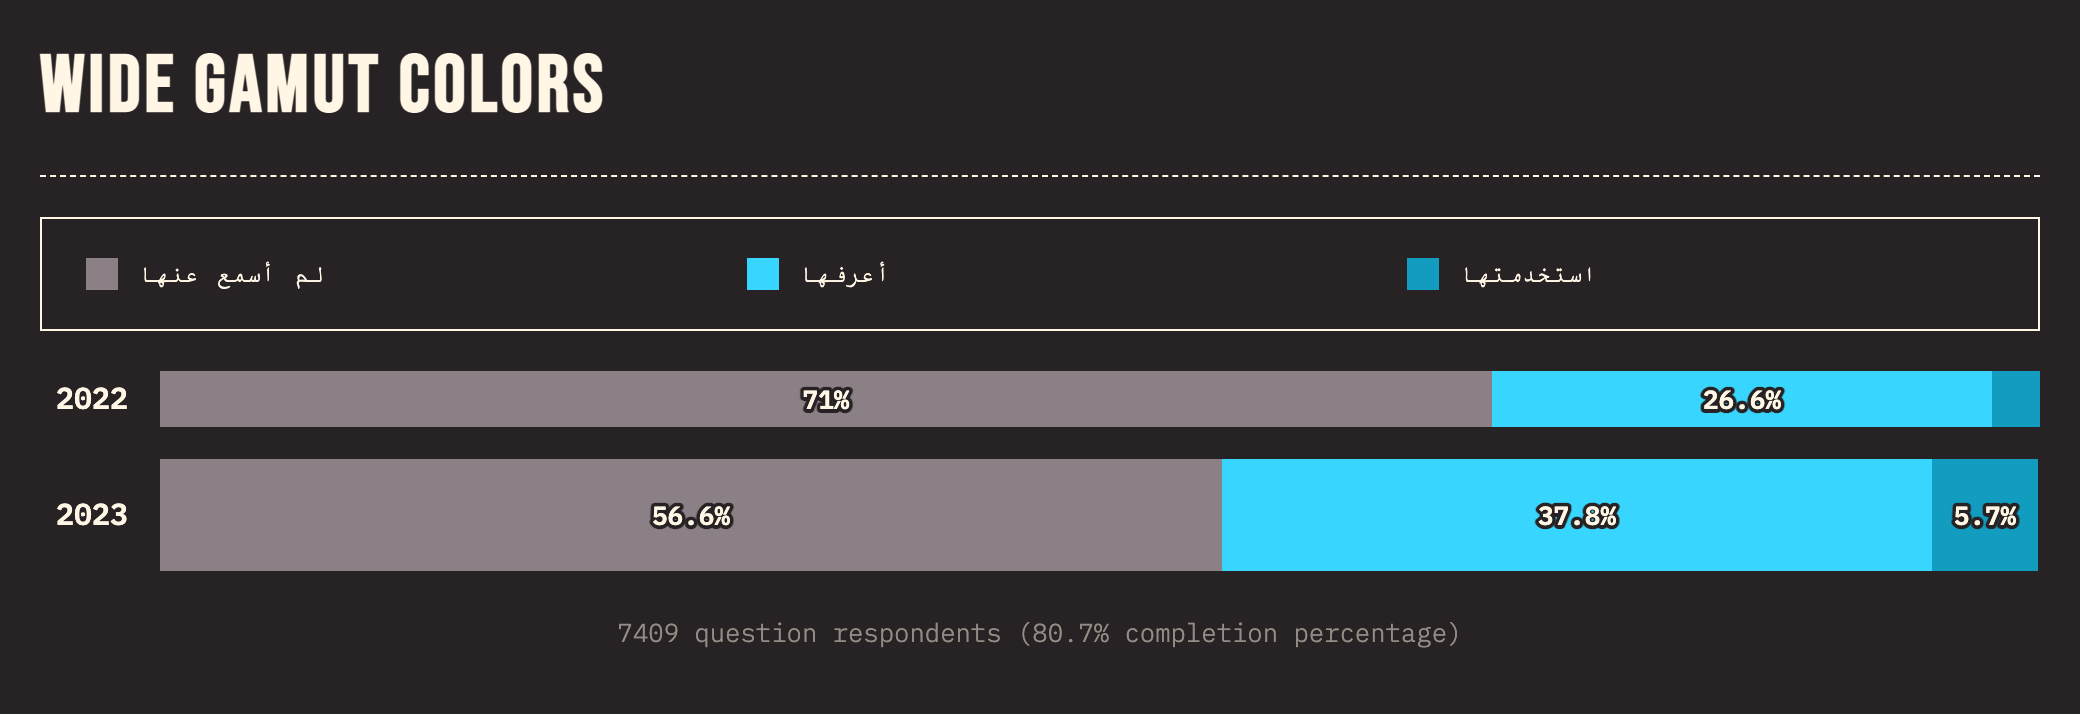 WIDE GAMUT COLORS
لم أسمع عنها
أعرفها
استخدمتها
2022 71% 26.6%
2023 56.6% 37.8% 5.7%
7409 question respondents (80.7% completion percentage)